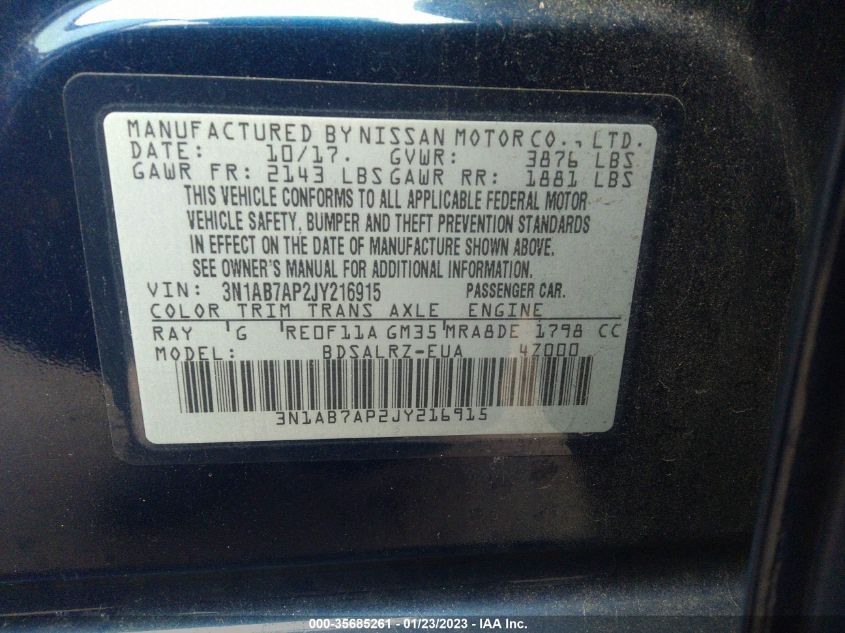 MANUFACTURED BY NISSAN MOTOR CO., LTD.
DATE: 10/17. GVWR: 3876 LBS
GAWR FR: 2143 LBS GAWR RR: 1881 LBS
THIS VEHICLE CONFORMS TO ALL APPLICABLE FEDERAL MOTOR
VEHICLE SAFETY, BUMPER AND THEFT PREVENTION STANDARDS
IN EFFECT ON THE DATE OF MANUFACTURE SHOWN ABOVE.
SEE OWNER'S MANUAL FOR ADDITIONAL INFORMATION.
VIN: 3N1AB7AP2JY216915 PASSENGER CAR.
COLOR TRIM TRANS AXLE ENGINE
RAY 'G 'RE0F11A GM35'MRA8DE 1798 CC
MODEL: BDSALRZ-EUA 4Z000
3N1AB7AP2JY216915
000-35685261 - 01/23/2023 - © IAA Inc.